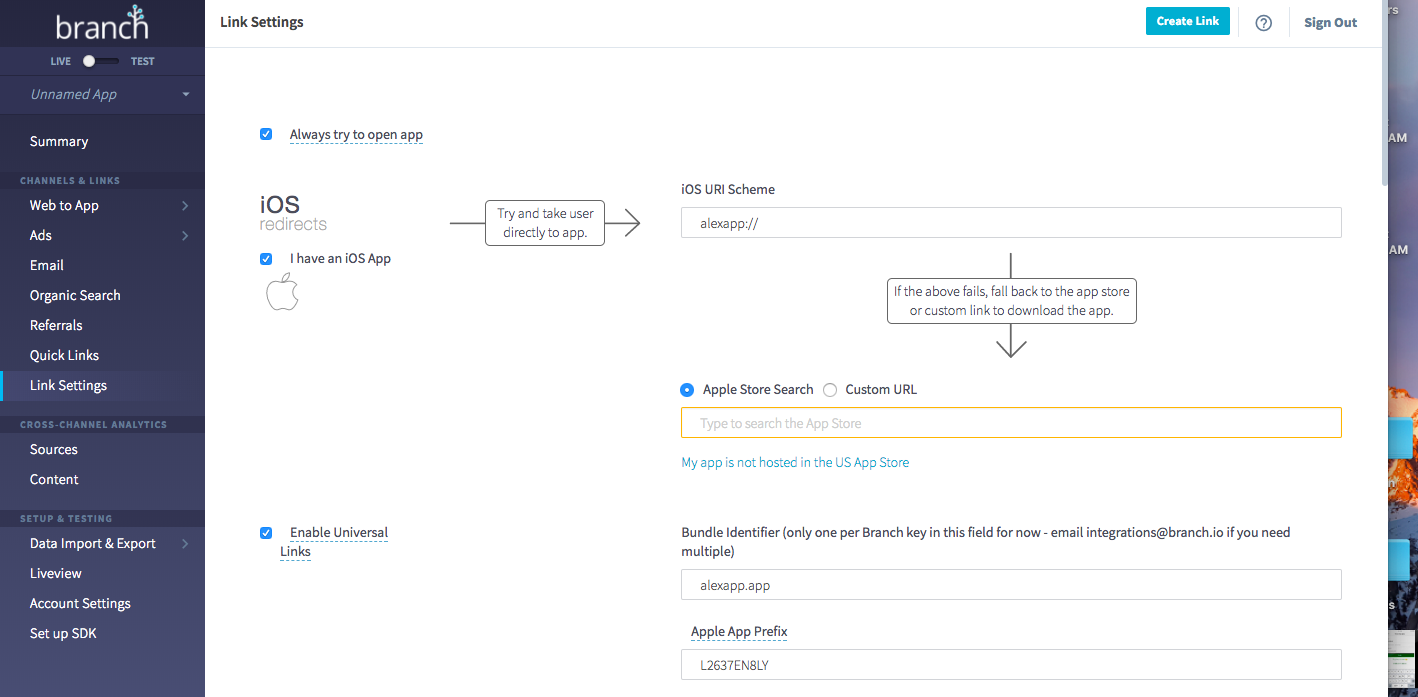 branch
LIVE TEST
Unnamed App
Summary
CHANNELS & LINKS
Web to App
Ads
Email
Organic Search
Referrals
Quick Links
Link Settings
CROSS-CHANNEL ANALYTICS
Sources
Content
SETUP & TESTING
Data Import & Export
Liveview
Account Settings
Set up SDK
Link Settings
Create Link
?
Sign Out
Always try to open app
iOS
redirects
I have an iOS App
Try and take user
directly to app.
iOS URI Scheme
alexapp://
If the above fails, fall back to the app store
or custom link to download the app.
Apple Store Search Custom URL
Type to search the App Store
My app is not hosted in the US App Store
Enable Universal
Links
Bundle Identifier (only one per Branch key in this field for now - email integrations@branch.io if you need
multiple)
alexapp.app
Apple App Prefix
L2637EN8LY
AM
AM